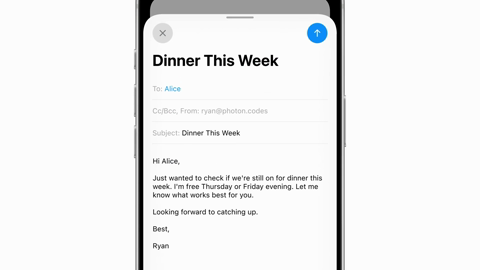 Dinner This Week
To: Alice
Cc/Bcc, From: ryan@photon.codes
Subject: Dinner This Week
Hi Alice,
Just wanted to check if we're still on for dinner this
week. I'm free Thursday or Friday evening. Let me
know what works best for you.
Looking forward to catching up.
Best,
Ryan